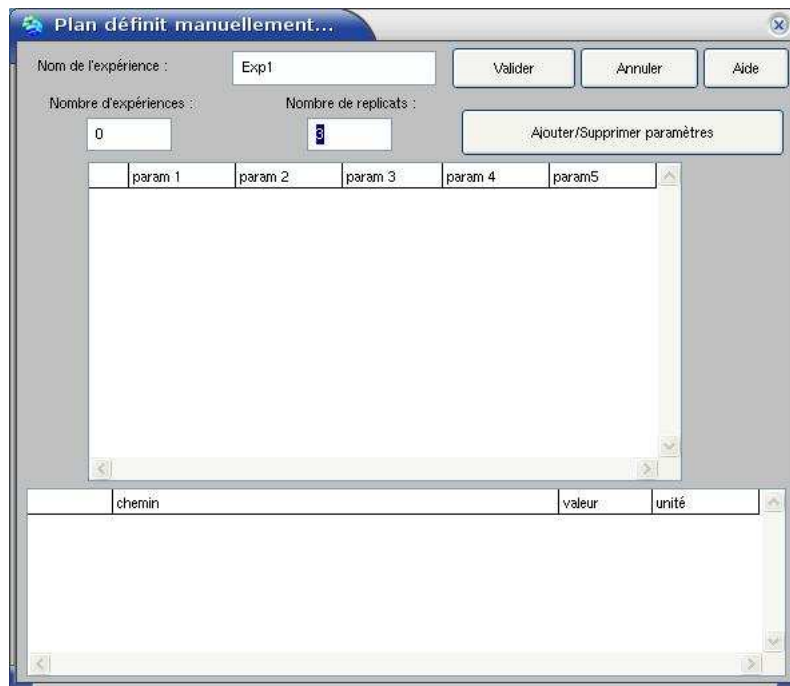 Plan définit manuellement...
Nom de l'expérience : Exp1 Valider Annuler Aide
Nombre d'expériences : Nombre de replicats :
0 3 Ajouter/Supprimer paramètres
param 1 param 2 param 3 param 4 param5
chemin valeur unité